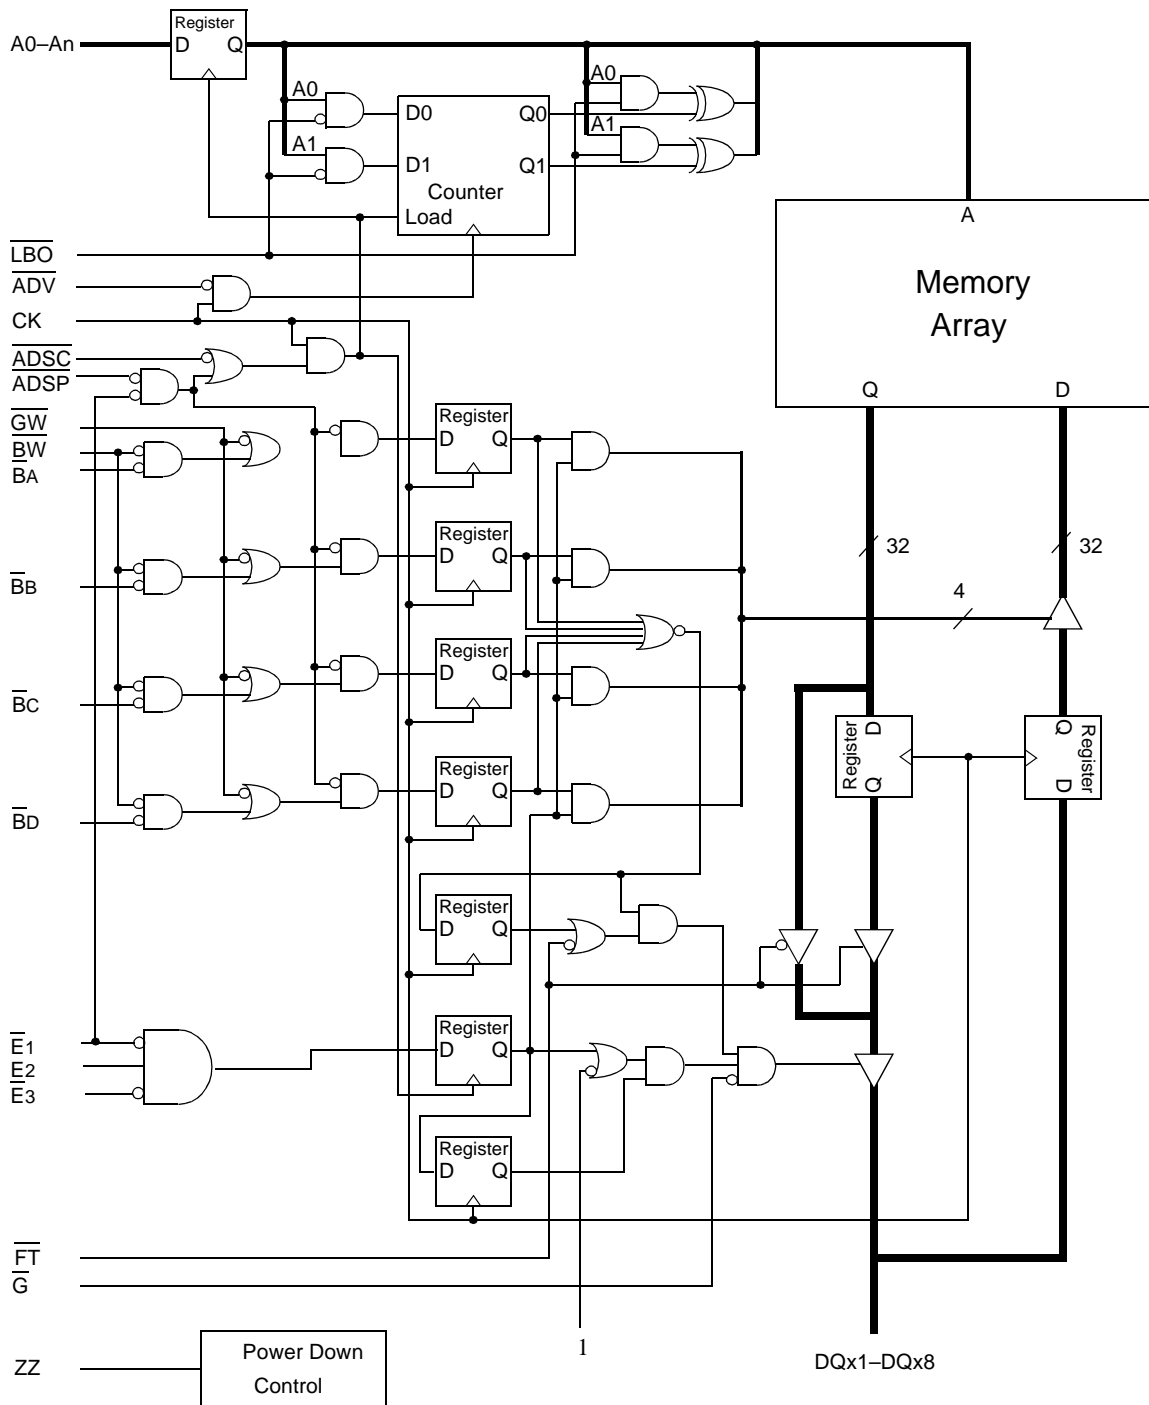 Register
A0–An
D Q
A0
A0
D0 Q0
A1
A1
D1 Q1
Counter
Load
A
LBO
ADV
Memory
Array
CK
ADSC
ADSP
Q D
GW
Register
BW
D Q
BA
Register
32 32
D Q
BB
4
Register
D Q
BC
Register
D
Q
Q
Register
D
Register
D Q
BD
Register
D Q
Register
E1
D Q
E2
E3
Register
D Q
FT
G
1
Power Down
Control
ZZ
DQx1–DQx8